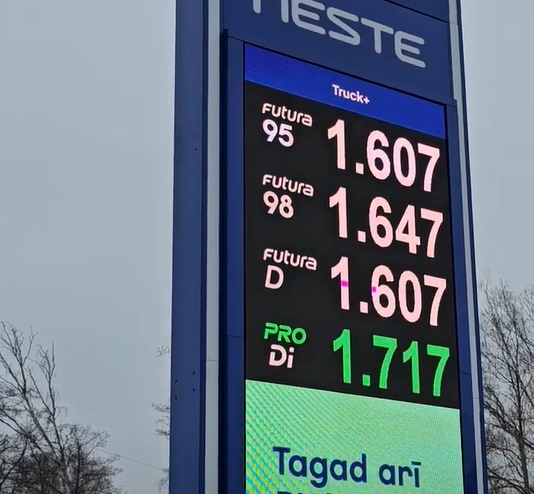 NESTE
Truck+
Futura 95 1.607
Futura 98 1.647
Futura D 1.607
PRO Di 1.717
Tagad arī